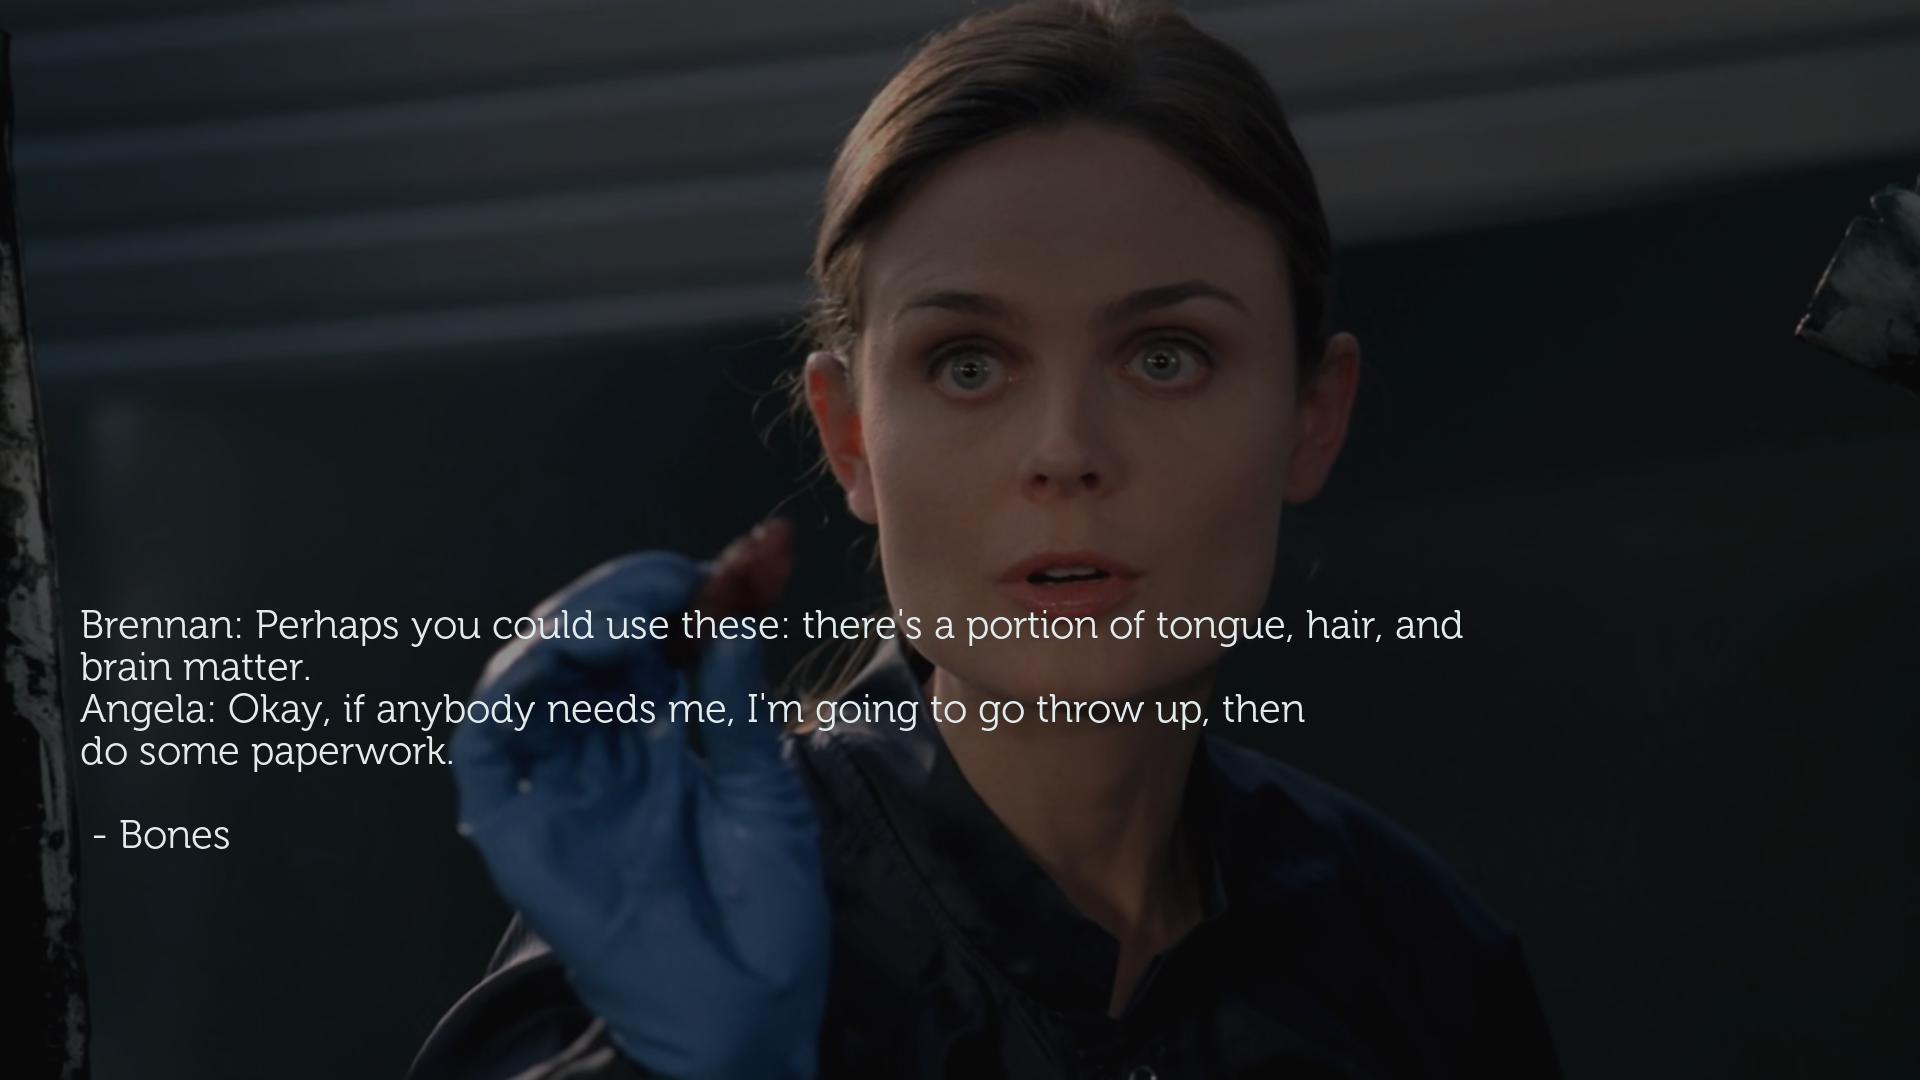 Brennan: Perhaps you could use these: there's a portion of tongue, hair, and
brain matter.
Angela: Okay, if anybody needs me, I'm going to go throw up, then
do some paperwork.
- Bones